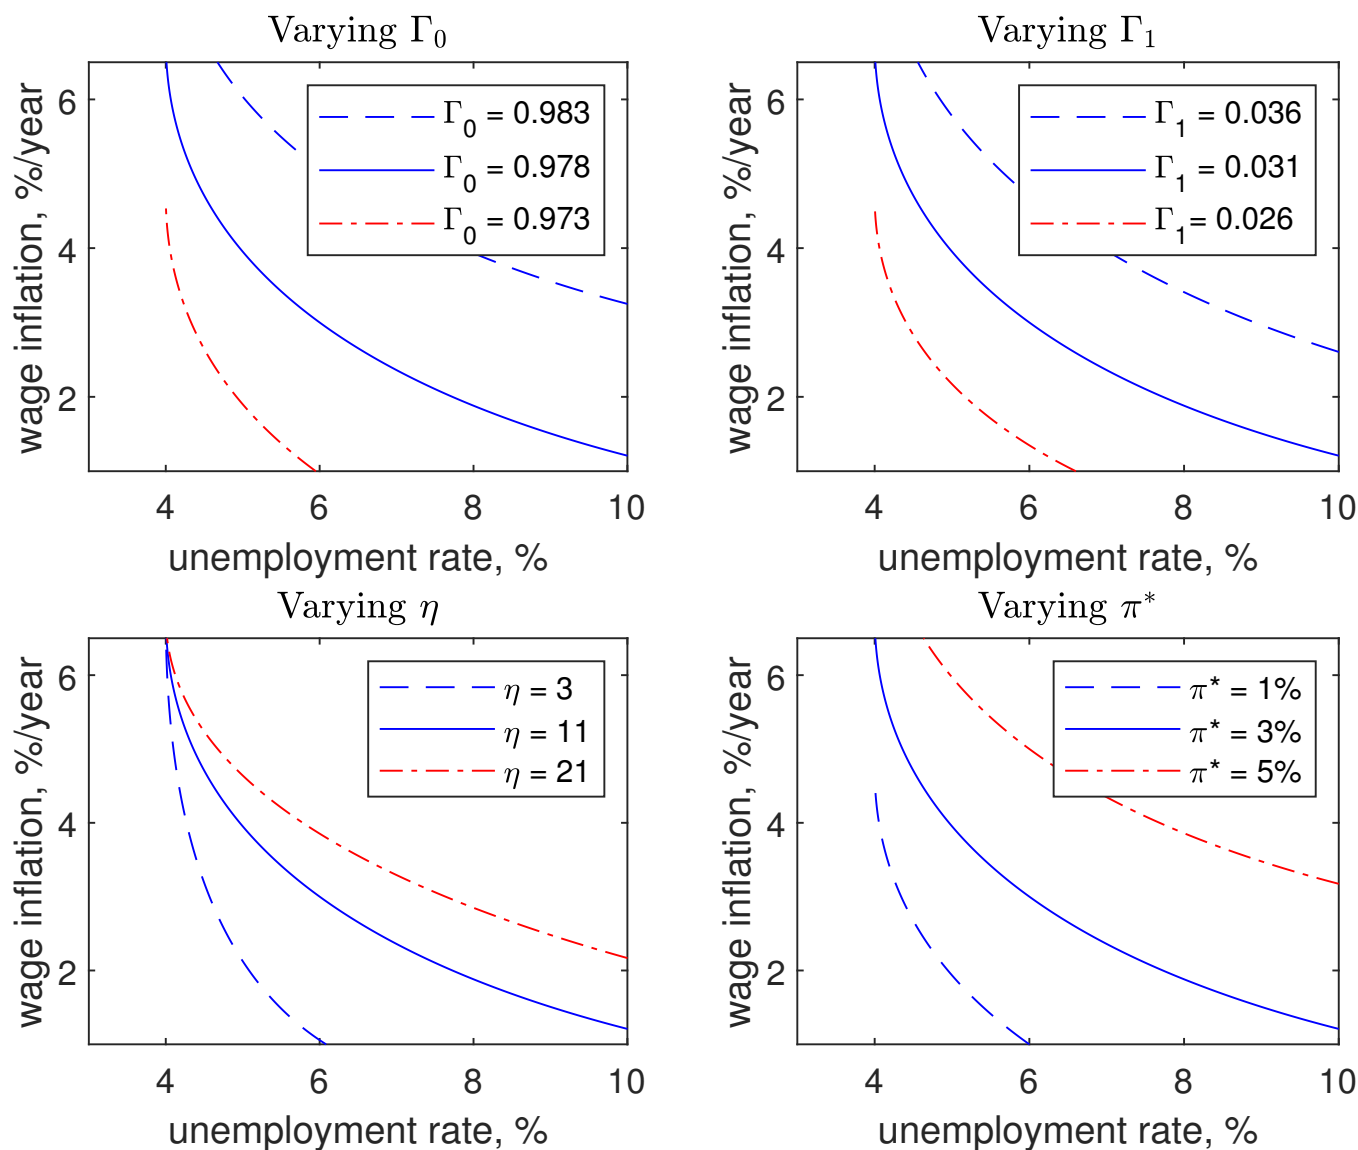 Varying Γ₀
wage inflation, %/year
6
4
2
Γ₀ = 0.983
Γ₀ = 0.978
Γ₀ = 0.973
4 6 8 10
unemployment rate, %
Varying Γ₁
wage inflation, %/year
6
4
2
Γ₁ = 0.036
Γ₁ = 0.031
Γ₁= 0.026
4 6 8 10
unemployment rate, %
Varying η
wage inflation, %/year
6
4
2
η = 3
η = 11
η = 21
4 6 8 10
unemployment rate, %
Varying π*
wage inflation, %/year
6
4
2
π* = 1%
π* = 3%
π* = 5%
4 6 8 10
unemployment rate, %